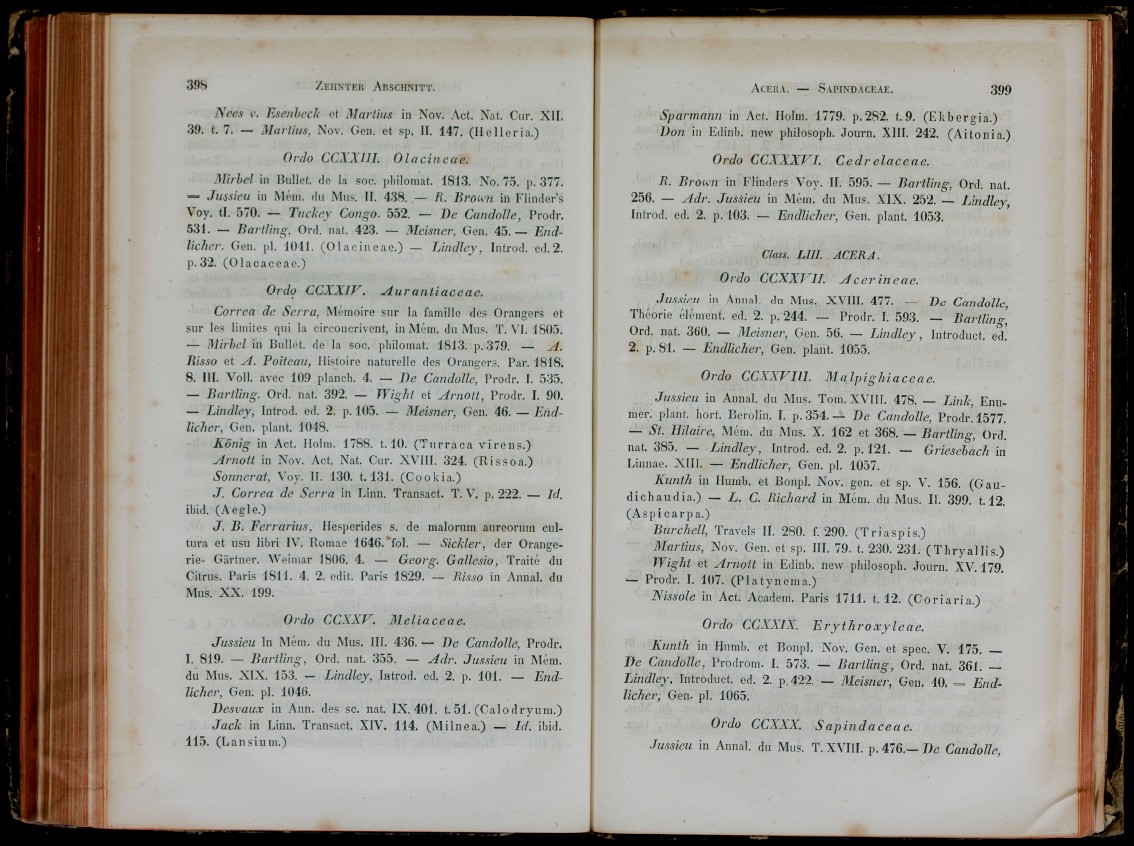 398 Zehnter Abschnitt.
Nees v. Esenbeck et Martius in Nov. Act. Nat. Cur. XII.
39. t. 7. — Martius, Nov. Gen. et sp. II. 147. (Helleria.)
Ordo CCXXIII. Olacineae.
Mirbel in Bullet. de la soc. philomat. 1813. No. 75. p. 377.
— Jussieu in Mém. du Mus. II. 438. — R. Brown in Flinder's
Voy. II. 570. — Tuckey Congo. 552. — De Candolle, Prodr.
531. — Bartling, Ord. nat. 423. — Meisner, Gen. 45. — End-
licher. Gen. pl. 1041. (Olacineae.) — Lindley, Introd. ed. 2.
p. 32. (Olacaceae.)
Ordo CCXXIV. Aurantiaceae.
Correa de Serra, Mémoire sur la famille des Orangers et
sur les limites qui la circoncrivent, in Mém. du Mus. T. VI. 1805.
— Mirbel in Bullet. de la soc. philomat. 1813. p. 379. — A.
Risso et A. Poiteau, Histoire naturelle des Orangers. Par. 1818.
8. III. Voll. avec 109 planch. 4. — De Candolle, Prodr. I. 535.
— Bartling. Ord. nat. 392. — Wight et Arnott, Prodr. I. 90.
— Lindley, Introd. ed. 2. p. 105. — Meisner, Gen. 46. — End-
licher, Gen. plant. 1048.
König in Act. Holm. 1788. t. 10. (Turraea virens.)
Arnott in Nov. Act. Nat. Cur. XVIII. 324. (Rissoa.)
Sonnerat, Voy. II. 130. t. 131. (Cookia.)
J. Correa de Serra in Linn. Transact. T. V. p. 222. — Id.
ibid. (Aegle.)
J. B. Ferrarius, Hesperides s. de malorum aureorum cul-
tura et usu libri IV. Romae 1646. fol. — Sickler, der Orange-
rie-Gärtner. Weimar 1806. 4. — Georg. Gallesio, Traité du
Citrus. Paris 1811. 4. 2. edit. Paris 1829. — Risso in Annal. du
Mus. XX. 199.
Ordo CCXXV. Meliaceae.
Jussieu In Mém. du Mus. III. 436. — De Candolle, Prodr.
I. 819. — Bartling, Ord. nat. 355. — Adr. Jussieu in Mém.
du Mus. XIX. 153. — Lindley, Introd. ed. 2. p. 101. — End-
licher, Gen. pl. 1046.
Desvaux in Ann. des sc. nat. IX. 401. t. 51. (Calodryum.)
Jack in Linn. Transact. XIV. 114. (Milnea.) — Id. ibid.
115. (Lansium.)
Acera. — Sapindaceae. 399
Sparmann in Act. Holm. 1779. p. 282. t. 9. (Ekbergia.)
Don in Edinb. new philosoph. Journ. XIII. 242. (Aitonia.)
Ordo CCXXXVI. Cedrelaceae.
R. Brown in Flinders Voy. II. 595. — Bartling, Ord. nat.
256. — Adr. Jussieu in Mém. du Mus. XIX. 252. — Lindley,
Introd. ed. 2. p. 103. — Endlicher, Gen. plant. 1053.
Class. LIII. ACERA.
Ordo CCXXVII. Acerineae.
Jussieu in Annal. du Mus. XVIII. 477. — De Candolle,
Théorie élément. ed. 2. p. 244. — Prodr. I. 593. — Bartling,
Ord. nat. 360. — Meisner, Gen. 56. — Lindley, Introduct. ed.
2. p. 81. — Endlicher, Gen. plant. 1055.
Ordo CCXXVIII. Malpighiaceae.
Jussieu in Annal. du Mus. Tom. XVIII. 478. — Link, Enu-
mer. plant. hort. Berolin. I. p. 354. — De Candolle, Prodr. I 577.
— St. Hilaire, Mém. du Mus. X. 162 et 368. — Bartling, Ord.
nat. 385. — Lindley, Introd. ed. 2. p. 121. — Griesebach in
Linnae. XIII. — Endlicher, Gen. pl. 1057.
Kunth in Humb. et Bonpl. Nov. gen. et sp. V. 156. (Gau-
dichaudia.) — L. C. Richard in Mém. du Mus. II. 399. t. 12.
(Aspicarpa.)
Burchell, Travels II. 280. f. 290. (Triaspis.)
Martius, Nov. Gen. et sp. III. 79. t. 230. 231. (Thryallis.)
Wight et Arnott in Edinb. new philosoph. Journ. XV. 179.
— Prodr. I. 107. (Platynema.)
Nissole in Act. Academ. Paris 1711. t. 12. (Coriaria.)
Ordo CCXXIX. Erythroxyleae.
Kunth in Humb. et Bonpl. Nov. Gen. et spec. V. 175. —
De Candolle, Prodrom. I. 573. — Bartling, Ord. nat. 361. —
Lindley, Introduct. ed. 2. p. 422. — Meisner, Gen. 40. — End-
licher, Gen. pl. 1065.
Ordo CCXXX. Sapindaceae.
Jussieu in Annal. du Mus. T. XVIII. p. 476. — De Candolle,